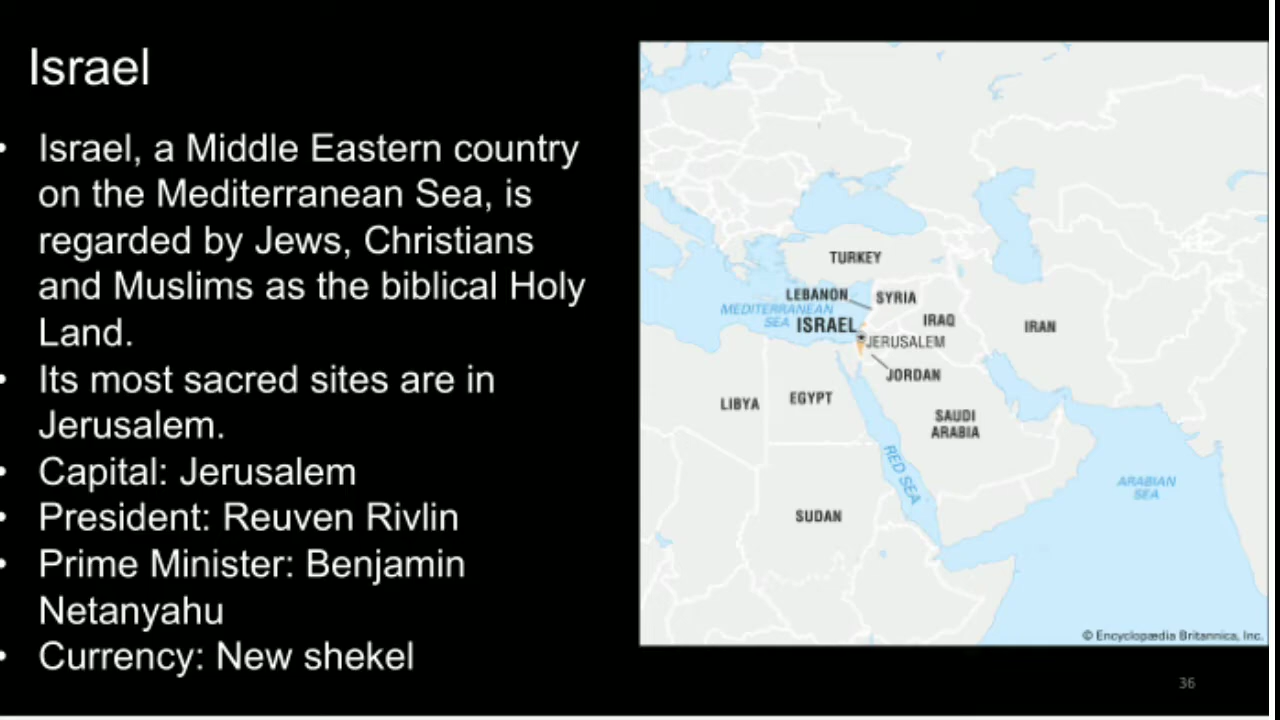 Israel
• Israel, a Middle Eastern country
on the Mediterranean Sea, is
regarded by Jews, Christians
and Muslims as the biblical Holy
Land.
• Its most sacred sites are in
Jerusalem.
• Capital: Jerusalem
• President: Reuven Rivlin
• Prime Minister: Benjamin
Netanyahu
• Currency: New shekel
TURKEY
LEBANON
SYRIA
MEDITERRANEAN
SEA
ISRAEL
IRAQ
IRAN
JERUSALEM
JORDAN
LIBYA
EGYPT
SAUDI
ARABIA
RED SEA
ARABIAN
SEA
SUDAN
© Encyclopædia Britannica, Inc.
36